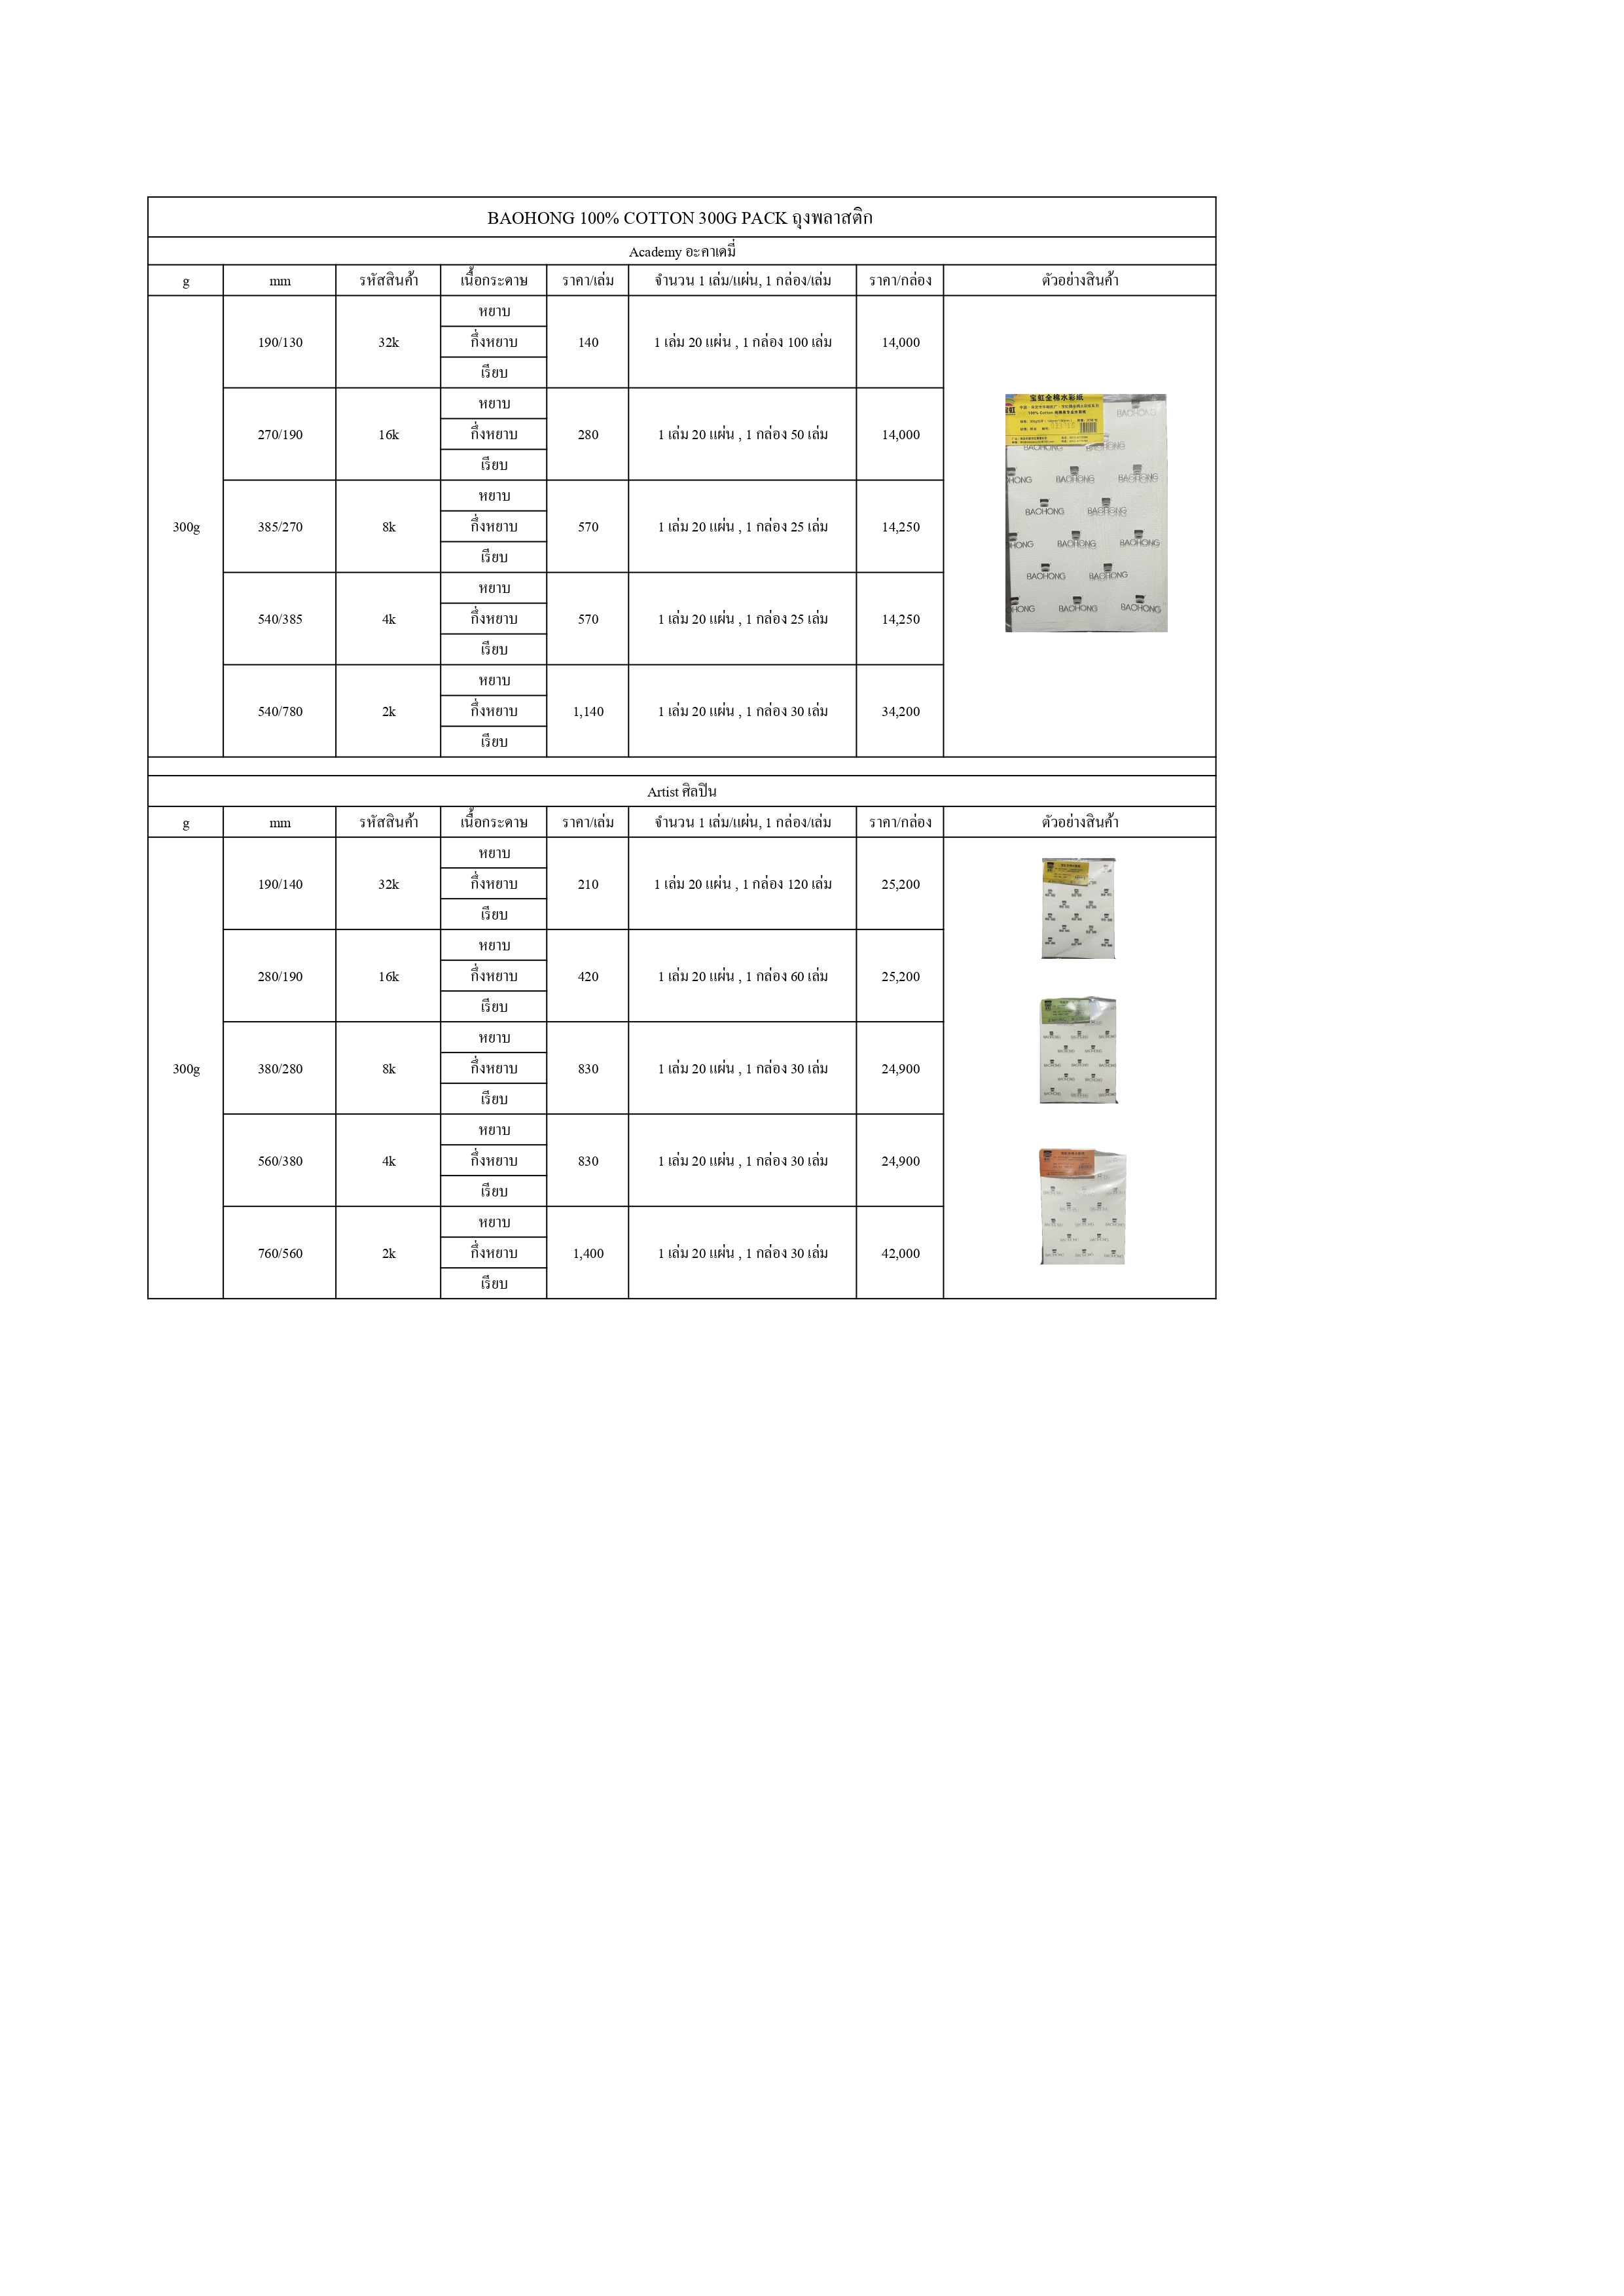 BAOHONG 100% COTTON 300G PACK ถุงพลาสติก
Academy อะคาเดมี่
g mm รหัสสินค้า เนื้อกระดาษ ราคา/เล่ม จำนวน 1 เล่ม/แผ่น, 1 กล่อง/เล่ม ราคา/กล่อง ตัวอย่างสินค้า
300g
190/130 32k หยาบ กึ่งหยาบ เรียบ 140 1 เล่ม 20 แผ่น , 1 กล่อง 100 เล่ม 14,000
270/190 16k หยาบ กึ่งหยาบ เรียบ 280 1 เล่ม 20 แผ่น , 1 กล่อง 50 เล่ม 14,000
385/270 8k หยาบ กึ่งหยาบ เรียบ 570 1 เล่ม 20 แผ่น , 1 กล่อง 25 เล่ม 14,250
540/385 4k หยาบ กึ่งหยาบ เรียบ 570 1 เล่ม 20 แผ่น , 1 กล่อง 25 เล่ม 14,250
540/780 2k หยาบ กึ่งหยาบ เรียบ 1,140 1 เล่ม 20 แผ่น , 1 กล่อง 30 เล่ม 34,200
宝虹全棉水彩纸
100% Cotton
BAOHONG
BAOHONG BAOHONG
BAOHONG BAOHONG
BAOHONG BAOHONG
BAOHONG BAOHONG
BAOHONG BAOHONG
BAOHONG BAOHONG
Artist ศิลปิน
g mm รหัสสินค้า เนื้อกระดาษ ราคา/เล่ม จำนวน 1 เล่ม/แผ่น, 1 กล่อง/เล่ม ราคา/กล่อง ตัวอย่างสินค้า
300g
190/140 32k หยาบ กึ่งหยาบ เรียบ 210 1 เล่ม 20 แผ่น , 1 กล่อง 120 เล่ม 25,200
280/190 16k หยาบ กึ่งหยาบ เรียบ 420 1 เล่ม 20 แผ่น , 1 กล่อง 60 เล่ม 25,200
380/280 8k หยาบ กึ่งหยาบ เรียบ 830 1 เล่ม 20 แผ่น , 1 กล่อง 30 เล่ม 24,900
560/380 4k หยาบ กึ่งหยาบ เรียบ 830 1 เล่ม 20 แผ่น , 1 กล่อง 30 เล่ม 24,900
760/560 2k หยาบ กึ่งหยาบ เรียบ 1,400 1 เล่ม 20 แผ่น , 1 กล่อง 30 เล่ม 42,000